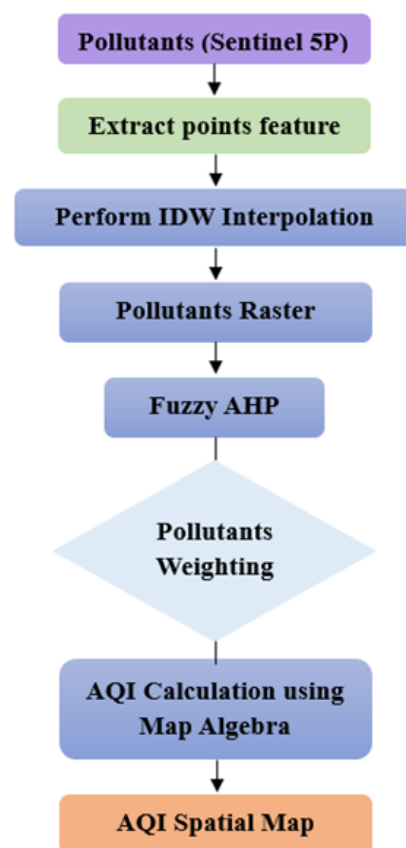 Pollutants (Sentinel 5P)
Extract points feature
Perform IDW Interpolation
Pollutants Raster
Fuzzy AHP
Pollutants
Weighting
AQI Calculation using
Map Algebra
AQI Spatial Map